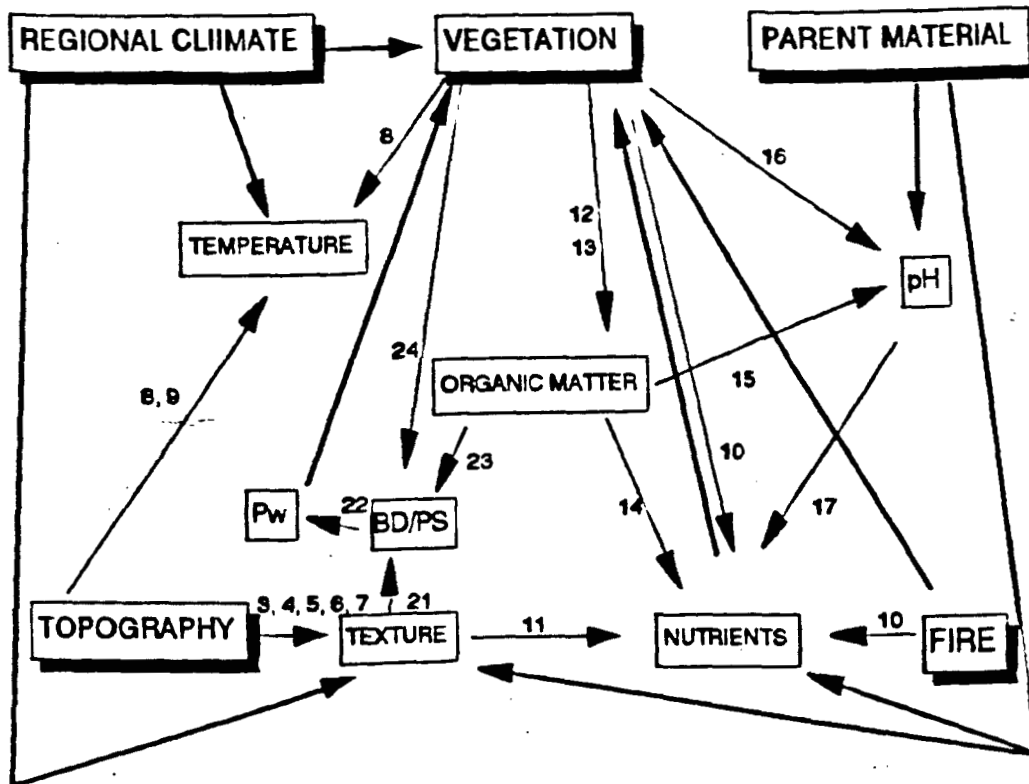 REGIONAL CLIIMATE
VEGETATION
PARENT MATERIAL
8
16
12
13
TEMPERATURE
pH
24
ORGANIC MATTER
15
8, 9
23
10
Pw
22
BD/PS
14
17
TOPOGRAPHY
3, 4, 5, 6, 7
21
TEXTURE
11
NUTRIENTS
10
FIRE